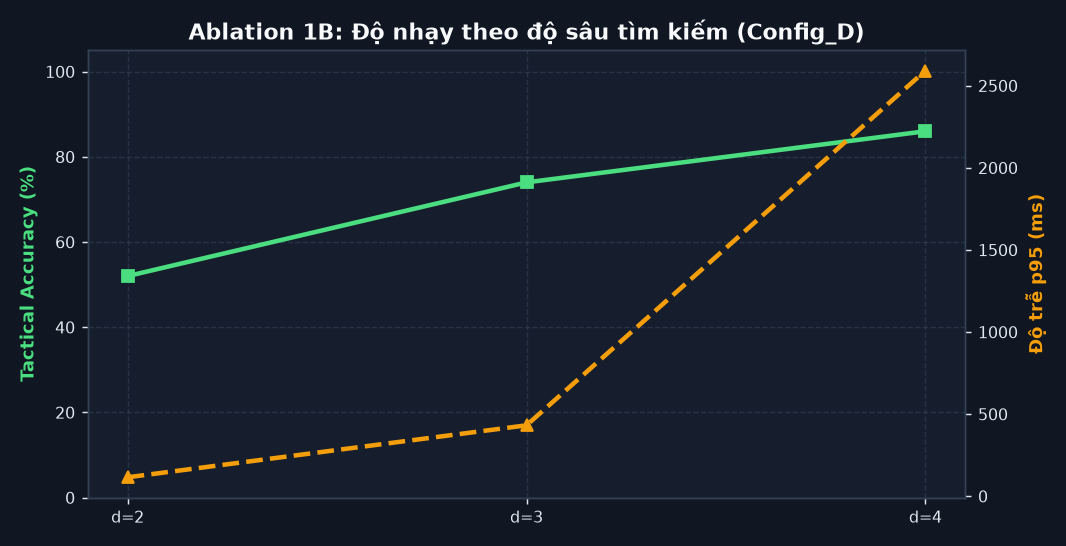 Ablation 1B: Độ nhạy theo độ sâu tìm kiếm (Config_D)
Tactical Accuracy (%)
100
80
60
40
20
0
2500
2000
1500
1000
500
0
Độ trễ p95 (ms)
d=2
d=3
d=4